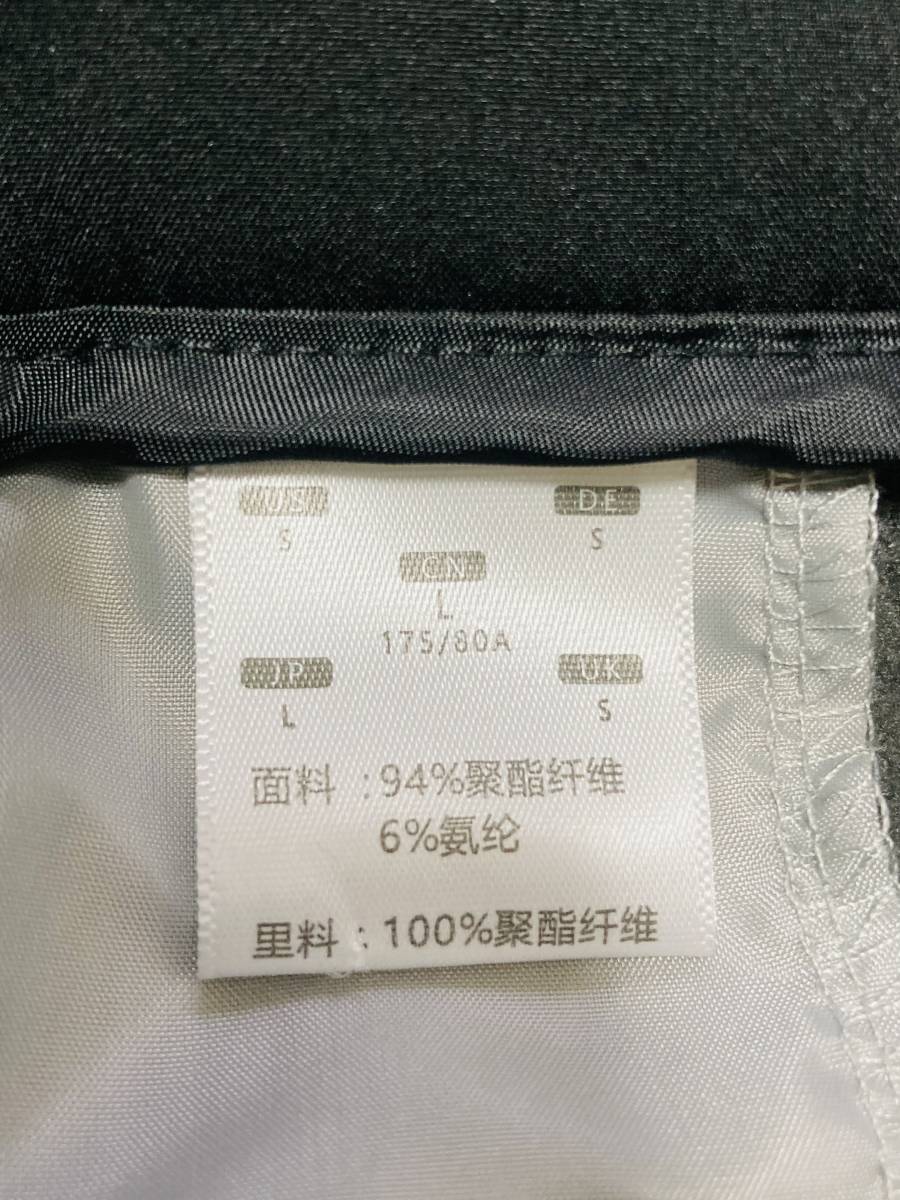 US DE
S S
CN
L
175/80A
JP UK
L S
面料 : 94%聚酯纤维
6%氨纶
里料 : 100%聚酯纤维